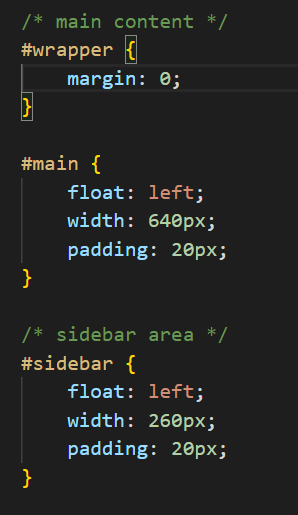 /* main content */
#wrapper {
    margin: 0;
}

#main {
    float: left;
    width: 640px;
    padding: 20px;
}

/* sidebar area */
#sidebar {
    float: left;
    width: 260px;
    padding: 20px;
}